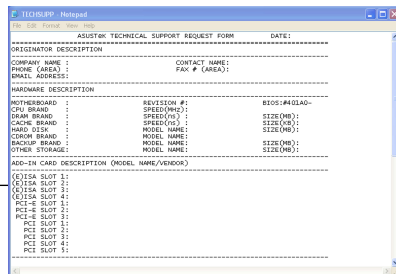 TECHSUPP - Notepad
File Edit Format View Help
ASUSTeK TECHNICAL SUPPORT REQUEST FORM DATE:
ORIGINATOR DESCRIPTION
COMPANY NAME : CONTACT NAME:
PHONE (AREA) : FAX # (AREA):
EMAIL ADDRESS:
HARDWARE DESCRIPTION
MOTHERBOARD : REVISION #: BIOS:#401A0-
CPU BRAND : SPEED(MHz):
DRAM BRAND : SPEED(ns) : SIZE(MB):
CACHE BRAND : SPEED(ns) : SIZE(KB):
HARD DISK : MODEL NAME: SIZE(MB):
CDROM BRAND : MODEL NAME:
BACKUP BRAND : MODEL NAME: SIZE(MB):
OTHER STORAGE: MODEL NAME: SIZE(MB):
ADD-IN CARD DESCRIPTION (MODEL NAME/VENDOR)
(E)ISA SLOT 1:
(E)ISA SLOT 2:
(E)ISA SLOT 3:
(E)ISA SLOT 4:
PCI-E SLOT 1:
PCI-E SLOT 2:
PCI-E SLOT 3:
PCI SLOT 1:
PCI SLOT 2:
PCI SLOT 3:
PCI SLOT 4:
PCI SLOT 5: